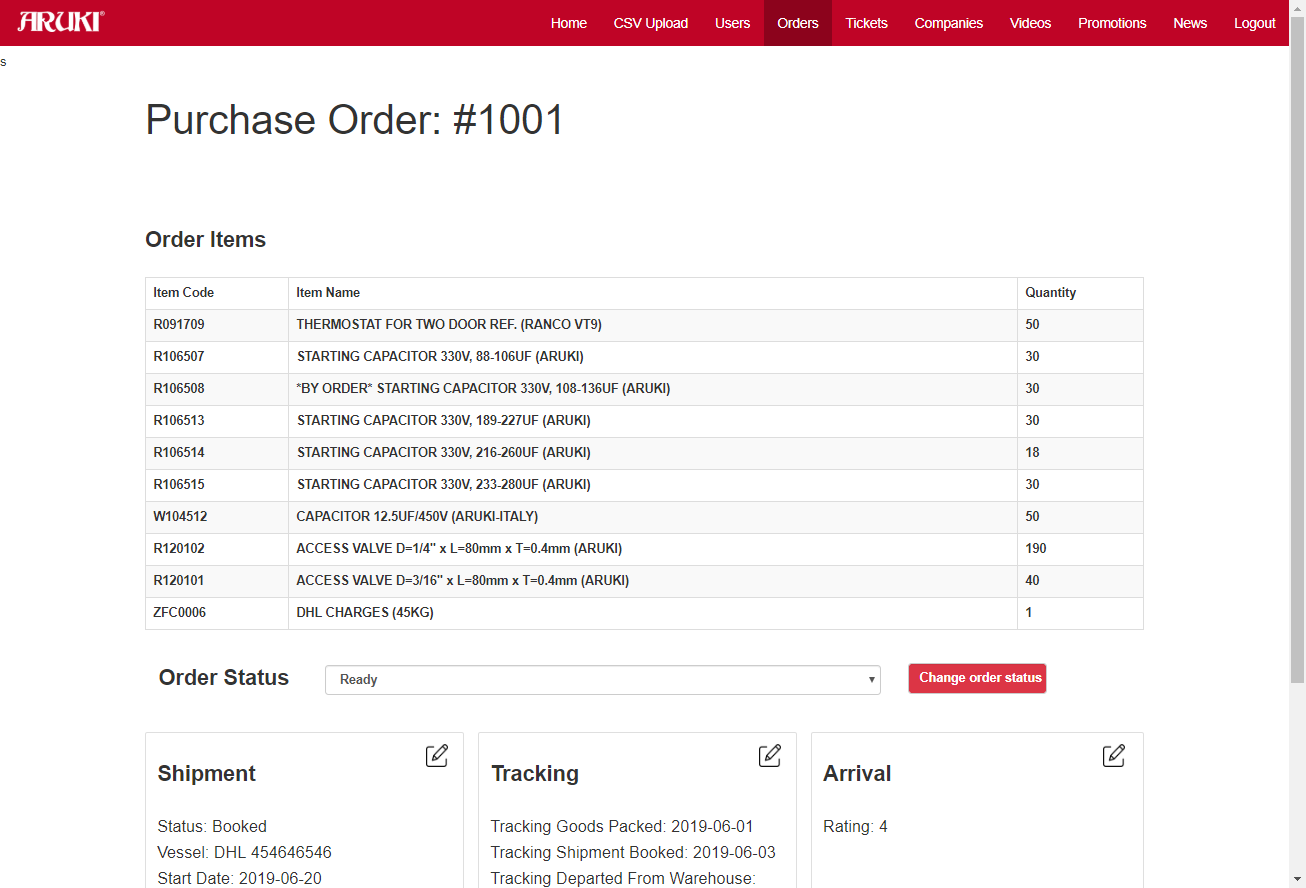 ARUKI®
Home CSV Upload Users Orders Tickets Companies Videos Promotions News Logout
s
Purchase Order: #1001
Order Items
Item Code Item Name Quantity
R091709 THERMOSTAT FOR TWO DOOR REF. (RANCO VT9) 50
R106507 STARTING CAPACITOR 330V, 88-106UF (ARUKI) 30
R106508 *BY ORDER* STARTING CAPACITOR 330V, 108-136UF (ARUKI) 30
R106513 STARTING CAPACITOR 330V, 189-227UF (ARUKI) 30
R106514 STARTING CAPACITOR 330V, 216-260UF (ARUKI) 18
R106515 STARTING CAPACITOR 330V, 233-280UF (ARUKI) 30
W104512 CAPACITOR 12.5UF/450V (ARUKI-ITALY) 50
R120102 ACCESS VALVE D=1/4" x L=80mm x T=0.4mm (ARUKI) 190
R120101 ACCESS VALVE D=3/16" x L=80mm x T=0.4mm (ARUKI) 40
ZFC0006 DHL CHARGES (45KG) 1
Order Status Ready Change order status
Shipment
Status: Booked
Vessel: DHL 454646546
Start Date: 2019-06-20
Tracking
Tracking Goods Packed: 2019-06-01
Tracking Shipment Booked: 2019-06-03
Tracking Departed From Warehouse:
Arrival
Rating: 4